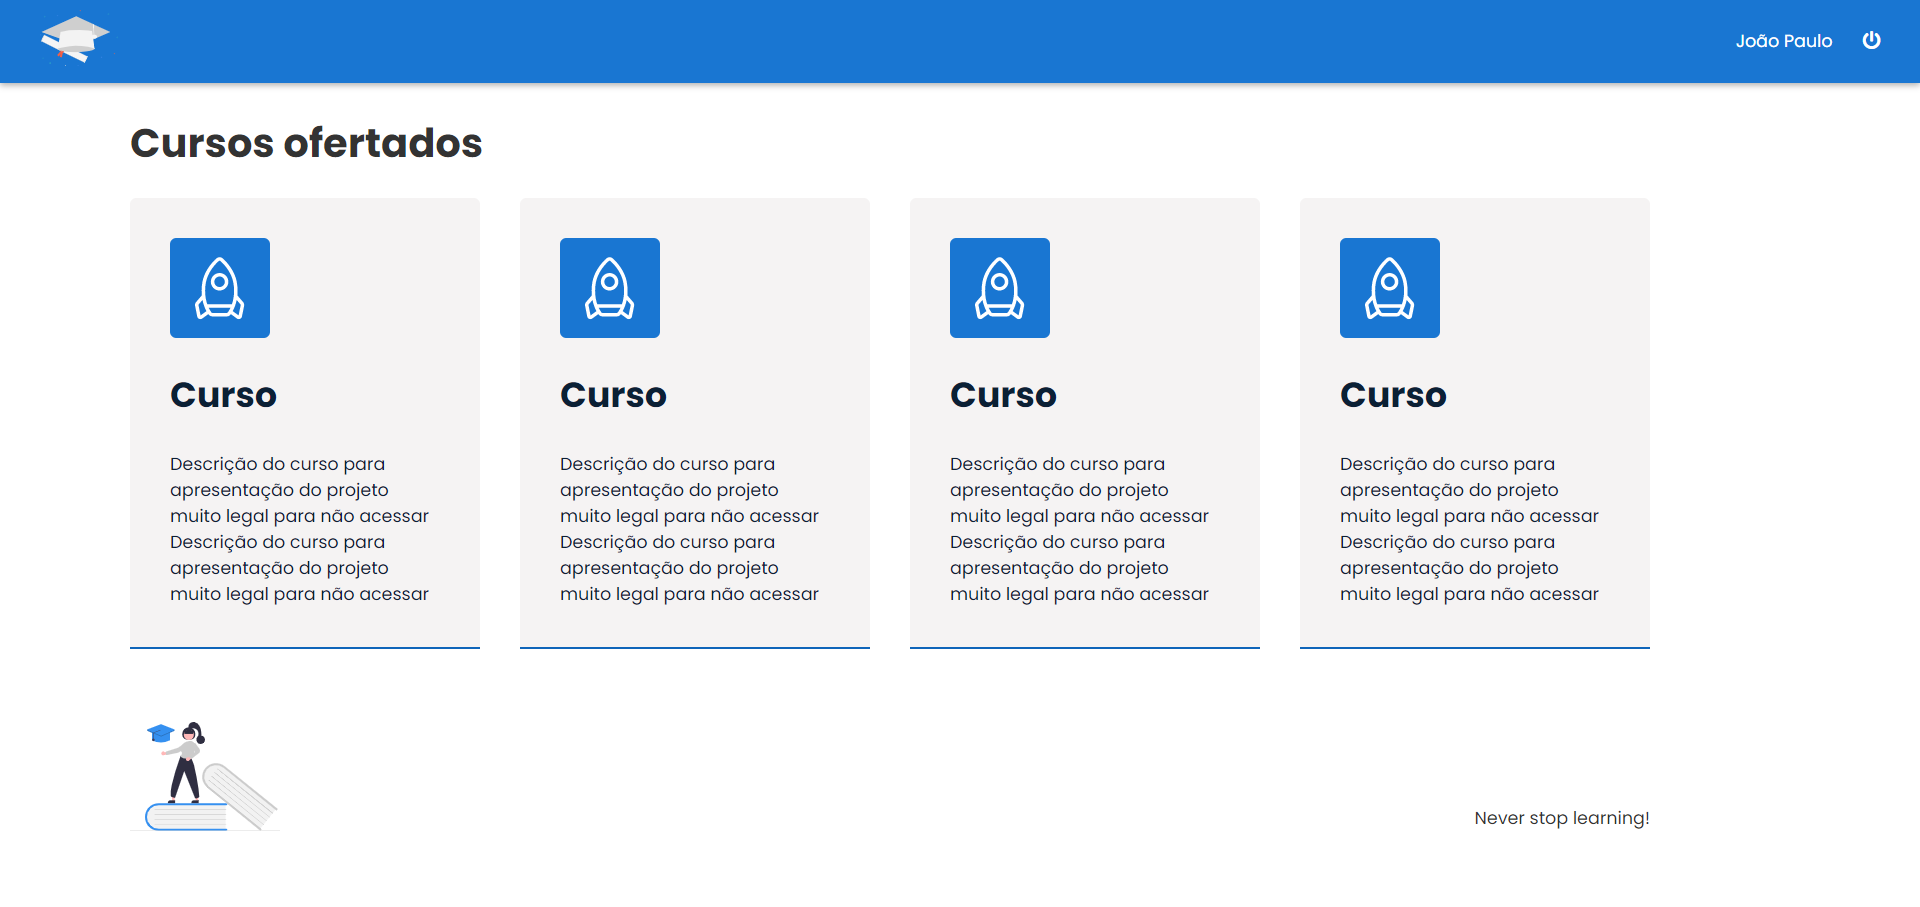 João Paulo
Cursos ofertados
Curso
Descrição do curso para
apresentação do projeto
muito legal para não acessar
Descrição do curso para
apresentação do projeto
muito legal para não acessar
Curso
Descrição do curso para
apresentação do projeto
muito legal para não acessar
Descrição do curso para
apresentação do projeto
muito legal para não acessar
Curso
Descrição do curso para
apresentação do projeto
muito legal para não acessar
Descrição do curso para
apresentação do projeto
muito legal para não acessar
Curso
Descrição do curso para
apresentação do projeto
muito legal para não acessar
Descrição do curso para
apresentação do projeto
muito legal para não acessar
Never stop learning!